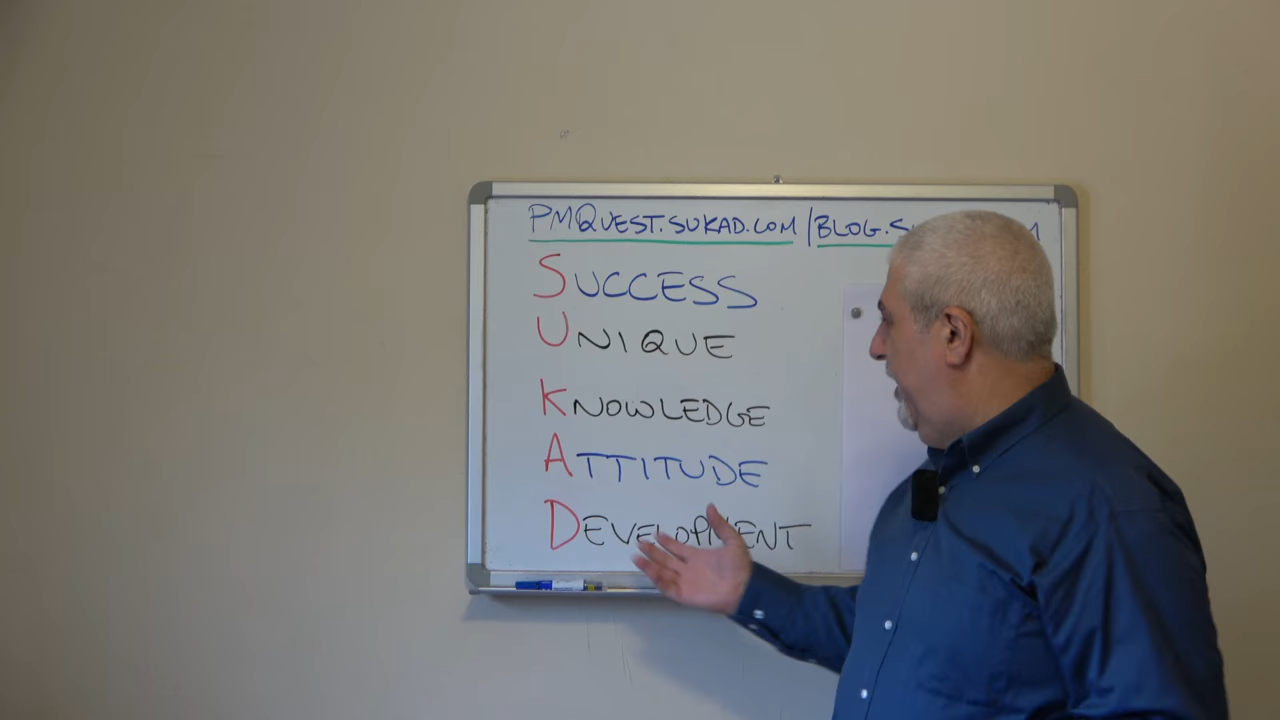 PMQUEST.SUKAD.COM / BLOG.S
SUCCESS
UNIQUE
KNOWLEDGE
ATTITUDE
DEVELOPMENT